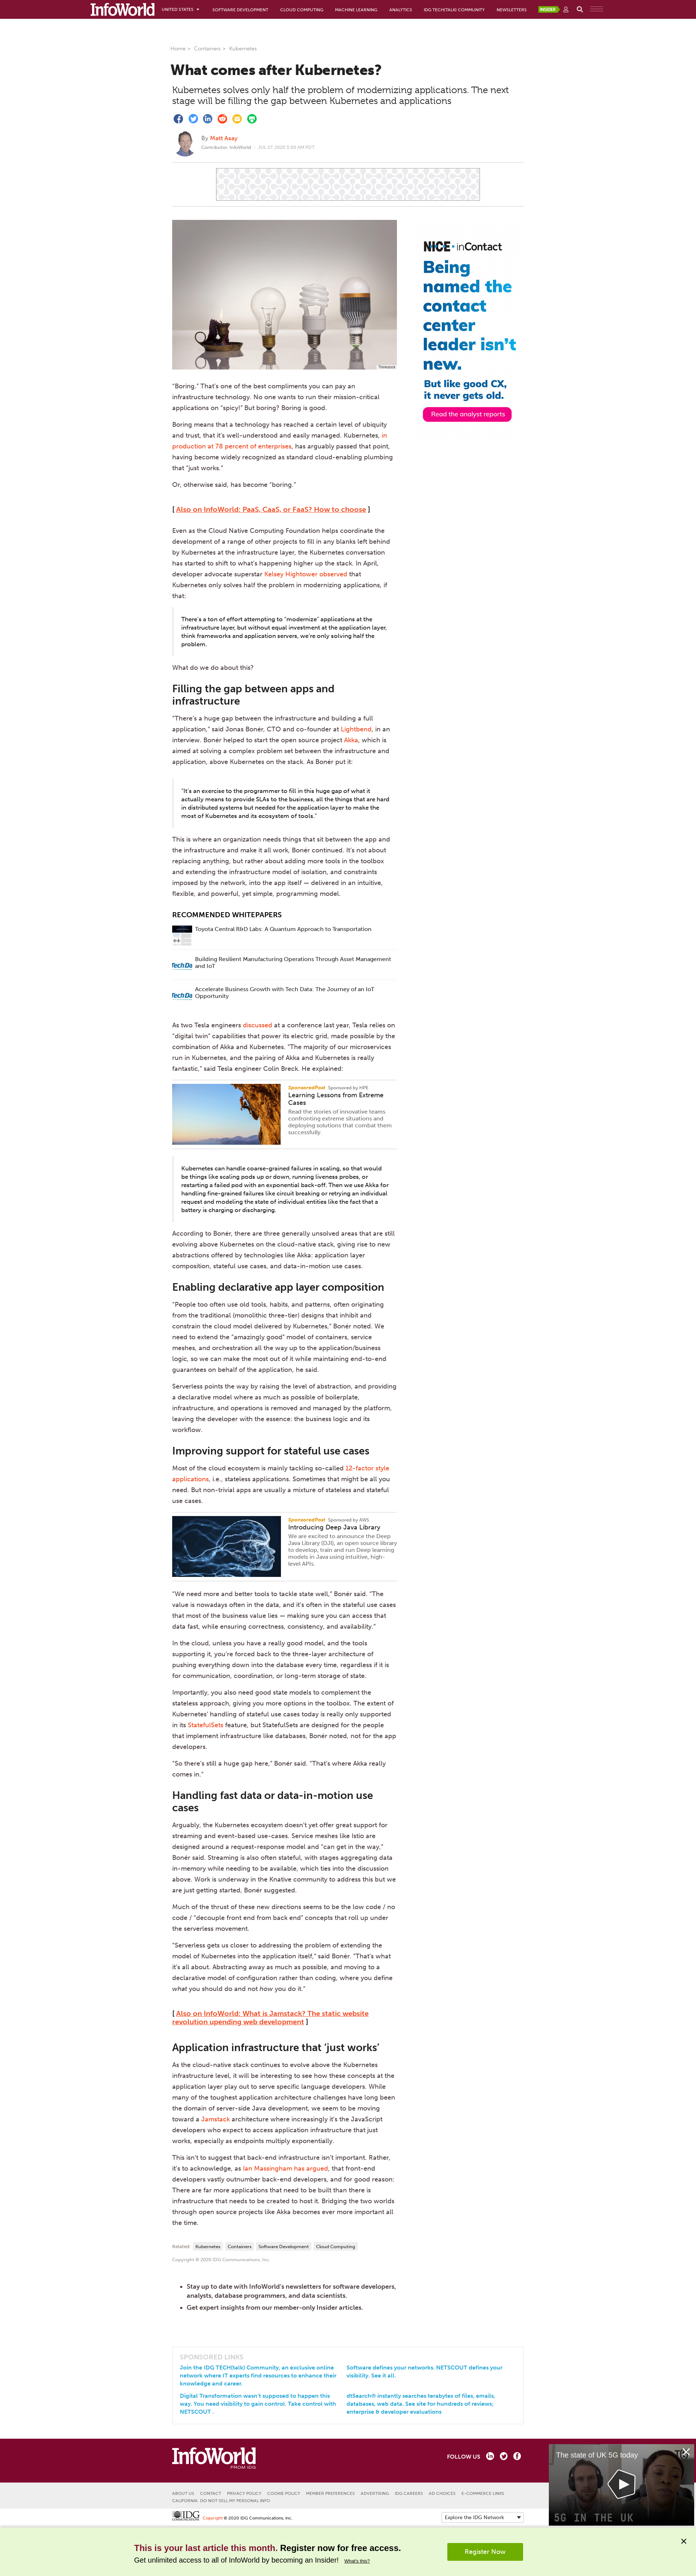 InfoWorld
UNITED STATES
SOFTWARE DEVELOPMENT
CLOUD COMPUTING
MACHINE LEARNING
ANALYTICS
IDG TECH(TALK) COMMUNITY
NEWSLETTERS
INSIDER
Home > Containers > Kubernetes
What comes after Kubernetes?
Kubernetes solves only half the problem of modernizing applications. The next
stage will be filling the gap between Kubernetes and applications
By Matt Asay
Contributor, InfoWorld | JUL 27, 2020 3:00 AM PDT
Thinkstock
NICE inContact
Being
named the
contact
center
leader isn't
new.
But like good CX,
it never gets old.
Read the analyst reports
"Boring." That's one of the best compliments you can pay an
infrastructure technology. No one wants to run their mission-critical
applications on "spicy!" But boring? Boring is good.
Boring means that a technology has reached a certain level of ubiquity
and trust, that it's well-understood and easily managed. Kubernetes, in
production at 78 percent of enterprises, has arguably passed that point,
having become widely recognized as standard cloud-enabling plumbing
that "just works."
Or, otherwise said, has become "boring."
[ Also on InfoWorld: PaaS, CaaS, or FaaS? How to choose ]
Even as the Cloud Native Computing Foundation helps coordinate the
development of a range of other projects to fill in any blanks left behind
by Kubernetes at the infrastructure layer, the Kubernetes conversation
has started to shift to what's happening higher up the stack. In April,
developer advocate superstar Kelsey Hightower observed that
Kubernetes only solves half the problem in modernizing applications, if
that:
There's a ton of effort attempting to "modernize" applications at the
infrastructure layer, but without equal investment at the application layer,
think frameworks and application servers, we're only solving half the
problem.
What do we do about this?
Filling the gap between apps and
infrastructure
"There's a huge gap between the infrastructure and building a full
application," said Jonas Bonér, CTO and co-founder at Lightbend, in an
interview. Bonér helped to start the open source project Akka, which is
aimed at solving a complex problem set between the infrastructure and
application, above Kubernetes on the stack. As Bonér put it:
"It's an exercise to the programmer to fill in this huge gap of what it
actually means to provide SLAs to the business, all the things that are hard
in distributed systems but needed for the application layer to make the
most of Kubernetes and its ecosystem of tools."
This is where an organization needs things that sit between the app and
the infrastructure and make it all work, Bonér continued. It's not about
replacing anything, but rather about adding more tools in the toolbox
and extending the infrastructure model of isolation, and constraints
imposed by the network, into the app itself — delivered in an intuitive,
flexible, and powerful, yet simple, programming model.
RECOMMENDED WHITEPAPERS
Toyota Central R&D Labs: A Quantum Approach to Transportation
Tech Da
Building Resilient Manufacturing Operations Through Asset Management
and IoT
Tech Da
Accelerate Business Growth with Tech Data: The Journey of an IoT
Opportunity
As two Tesla engineers discussed at a conference last year, Tesla relies on
"digital twin" capabilities that power its electric grid, made possible by the
combination of Akka and Kubernetes. "The majority of our microservices
run in Kubernetes, and the pairing of Akka and Kubernetes is really
fantastic," said Tesla engineer Colin Breck. He explained:
SponsoredPost Sponsored by HPE
Learning Lessons from Extreme
Cases
Read the stories of innovative teams
confronting extreme situations and
deploying solutions that combat them
successfully.
Kubernetes can handle coarse-grained failures in scaling, so that would
be things like scaling pods up or down, running liveness probes, or
restarting a failed pod with an exponential back-off. Then we use Akka for
handling fine-grained failures like circuit breaking or retrying an individual
request and modeling the state of individual entities like the fact that a
battery is charging or discharging.
According to Bonér, there are three generally unsolved areas that are still
evolving above Kubernetes on the cloud-native stack, giving rise to new
abstractions offered by technologies like Akka: application layer
composition, stateful use cases, and data-in-motion use cases.
Enabling declarative app layer composition
"People too often use old tools, habits, and patterns, often originating
from the traditional (monolithic three-tier) designs that inhibit and
constrain the cloud model delivered by Kubernetes," Bonér noted. We
need to extend the "amazingly good" model of containers, service
meshes, and orchestration all the way up to the application/business
logic, so we can make the most out of it while maintaining end-to-end
guarantees on behalf of the application, he said.
Serverless points the way by raising the level of abstraction, and providing
a declarative model where as much as possible of boilerplate,
infrastructure, and operations is removed and managed by the platform,
leaving the developer with the essence: the business logic and its
workflow.
Improving support for stateful use cases
Most of the cloud ecosystem is mainly tackling so-called 12-factor style
applications, i.e., stateless applications. Sometimes that might be all you
need. But non-trivial apps are usually a mixture of stateless and stateful
use cases.
SponsoredPost Sponsored by AWS
Introducing Deep Java Library
We are excited to announce the Deep
Java Library (DJL), an open source library
to develop, train and run Deep learning
models in Java using intuitive, high-
level APIs.
"We need more and better tools to tackle state well," Bonér said. "The
value is nowadays often in the data, and it's often in the stateful use cases
that most of the business value lies — making sure you can access that
data fast, while ensuring correctness, consistency, and availability."
In the cloud, unless you have a really good model, and the tools
supporting it, you're forced back to the three-tier architecture of
pushing everything down into the database every time, regardless if it is
for communication, coordination, or long-term storage of state.
Importantly, you also need good state models to complement the
stateless approach, giving you more options in the toolbox. The extent of
Kubernetes' handling of stateful use cases today is really only supported
in its StatefulSets feature, but StatefulSets are designed for the people
that implement infrastructure like databases, Bonér noted, not for the app
developers.
"So there's still a huge gap here," Bonér said. "That's where Akka really
comes in."
Handling fast data or data-in-motion use
cases
Arguably, the Kubernetes ecosystem doesn't yet offer great support for
streaming and event-based use-cases. Service meshes like Istio are
designed around a request-response model and "can get in the way,"
Bonér said. Streaming is also often stateful, with stages aggregating data
in-memory while needing to be available, which ties into the discussion
above. Work is underway in the Knative community to address this but we
are just getting started, Bonér suggested.
Much of the thrust of these new directions seems to be the low code / no
code / "decouple front end from back end" concepts that roll up under
the serverless movement.
"Serverless gets us closer to addressing the problem of extending the
model of Kubernetes into the application itself," said Bonér. "That's what
it is all about. Abstracting away as much as possible, and moving to a
declarative model of configuration rather than coding, where you define
what you should do and not how you do it."
[ Also on InfoWorld: What is Jamstack? The static website
revolution upending web development ]
Application infrastructure that 'just works'
As the cloud-native stack continues to evolve above the Kubernetes
infrastructure level, it will be interesting to see how these concepts at the
application layer play out to serve specific language developers. While
many of the thughest application architecture challenges have long been
the domain of server-side Java development, we seem to be moving
toward a Jamstack architecture where increasingly it's the JavaScript
developers who expect to access application infrastructure that just
works, especially as endpoints multiply exponentially.
This isn't to suggest that back-end infrastructure isn't important. Rather,
it's to acknowledge, as Ian Massingham has argued, that front-end
developers vastly outnumber back-end developers, and for good reason:
There are far more applications that need to be built than there is
infrastructure that needs to be created to host it. Bridging the two worlds
through open source projects like Akka becomes ever more important all
the time.
Related: Kubernetes Containers Software Development Cloud Computing
Copyright © 2020 IDG Communications, Inc.
• Stay up to date with InfoWorld's newsletters for software developers,
analysts, database programmers, and data scientists.
• Get expert insights from our member-only Insider articles.
SPONSORED LINKS
Join the IDG TECH(talk) Community, an exclusive online
network where IT experts find resources to enhance their
knowledge and career.
Digital Transformation wasn't supposed to happen this
way. You need visibility to gain control. Take control with
NETSCOUT .
Software defines your networks. NETSCOUT defines your
visibility. See it all.
dtSearch® instantly searches terabytes of files, emails,
databases, web data. See site for hundreds of reviews;
enterprise & developer evaluations
InfoWorld
FROM IDG
FOLLOW US
The state of UK 5G today
5G IN THE UK
ABOUT US
CONTACT
PRIVACY POLICY
COOKIE POLICY
MEMBER PREFERENCES
ADVERTISING
IDG CAREERS
AD CHOICES
E-COMMERCE LINKS
CALIFORNIA: DO NOT SELL MY PERSONAL INFO
IDG
COMMUNICATIONS
Copyright © 2020 IDG Communications, Inc.
Explore the IDG Network
This is your last article this month. Register now for free access.
Get unlimited access to all of InfoWorld by becoming an Insider! What's this?
Register Now